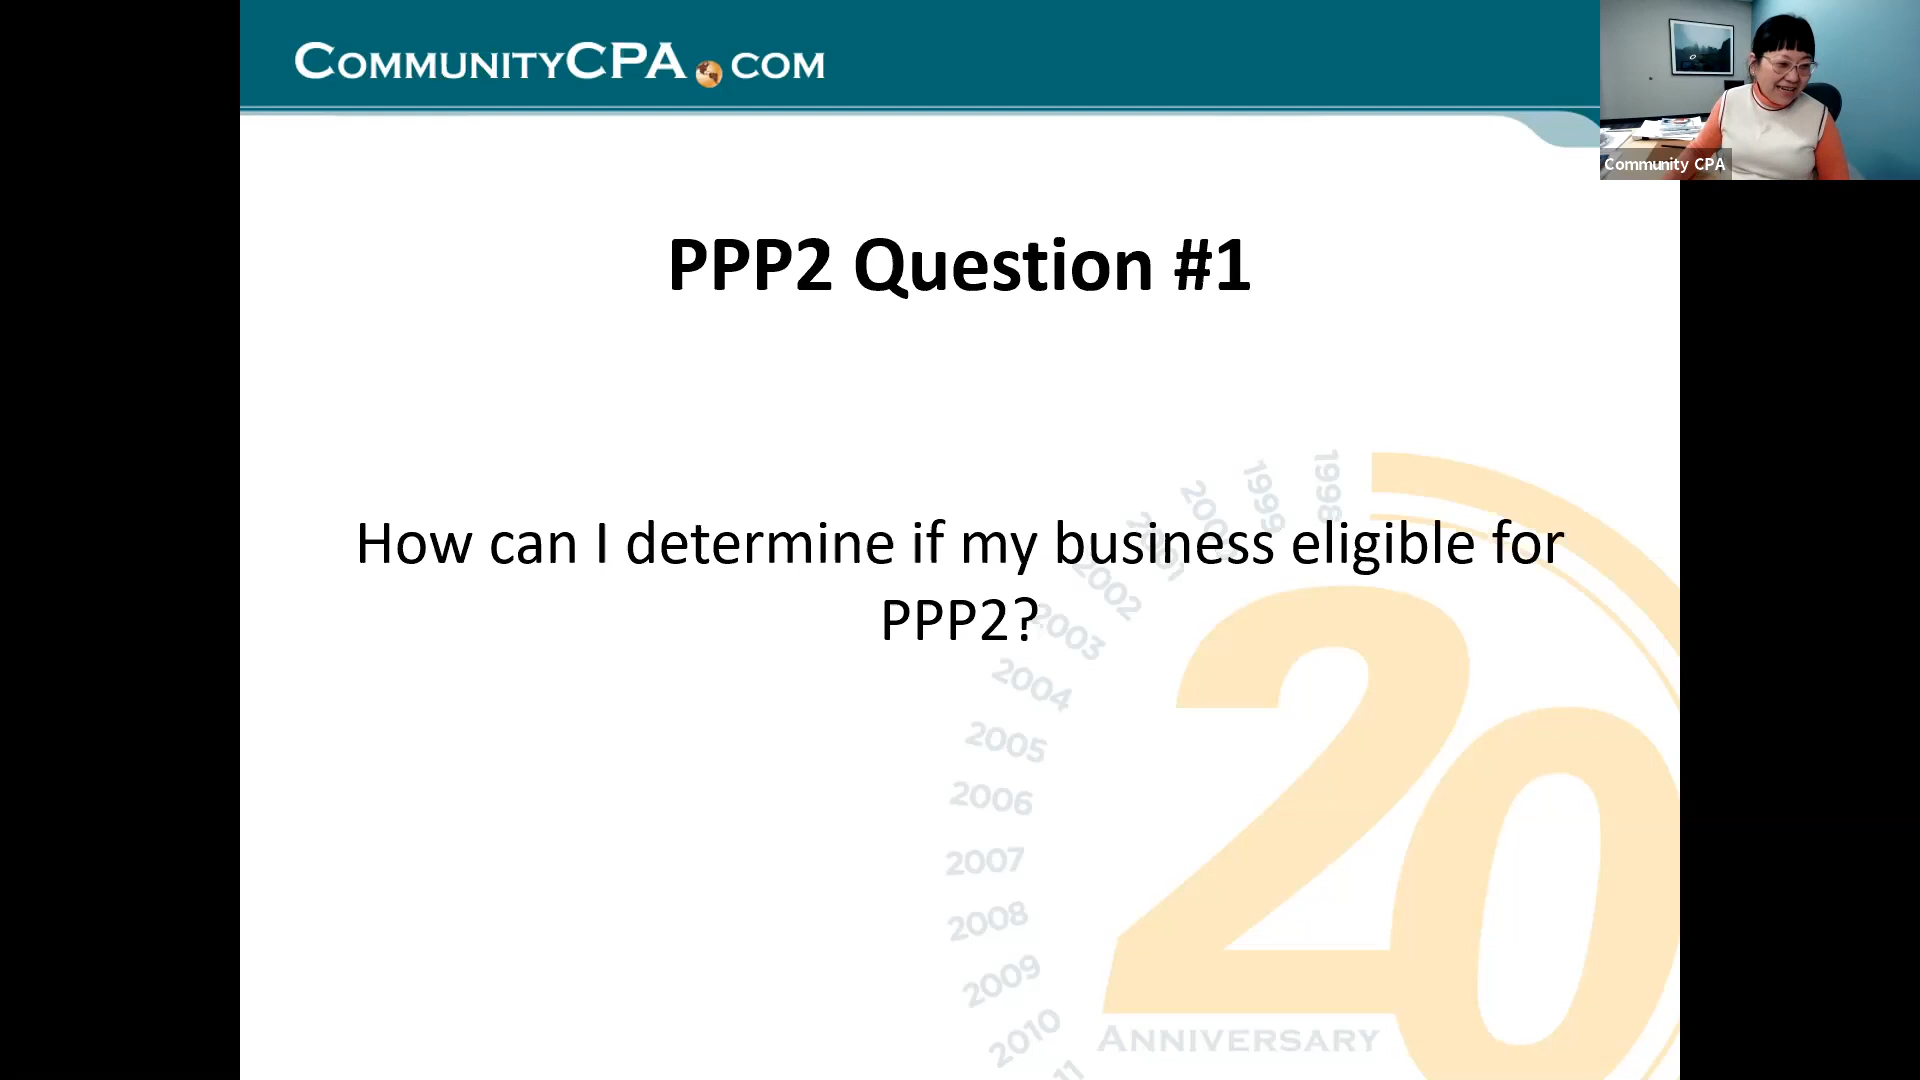 COMMUNITYCPA.COM
Community CPA
PPP2 Question #1
How can I determine if my business eligible for
PPP2?
1998
1999
2001
2002
2003
2004
2005
2006
2007
2008
2009
2010
20
ANNIVERSARY